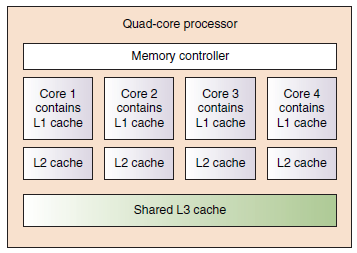 Quad-core processor
Memory controller
Core 1
contains
L1 cache
Core 2
contains
L1 cache
Core 3
contains
L1 cache
Core 4
contains
L1 cache
L2 cache
L2 cache
L2 cache
L2 cache
Shared L3 cache